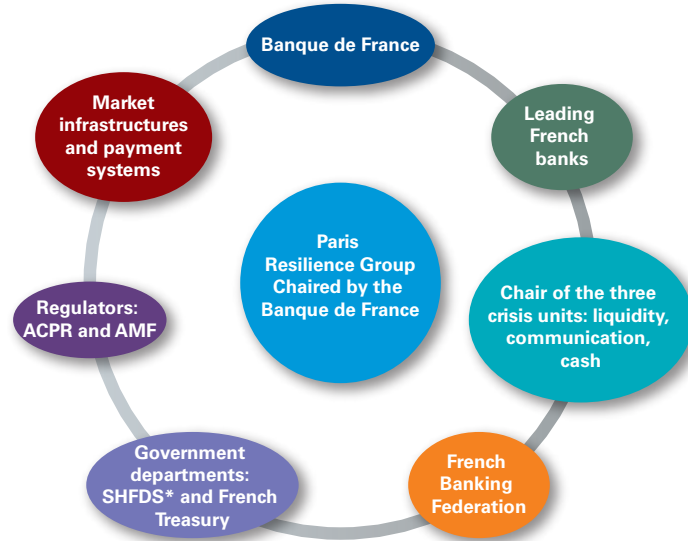 Banque de France
Leading
French
banks
Chair of the three
crisis units: liquidity,
communication,
cash
French
Banking
Federation
Government
departments:
SHFDS* and French
Treasury
Regulators:
ACPR and AMF
Market
infrastructures
and payment
systems
Paris
Resilience Group
Chaired by the
Banque de France